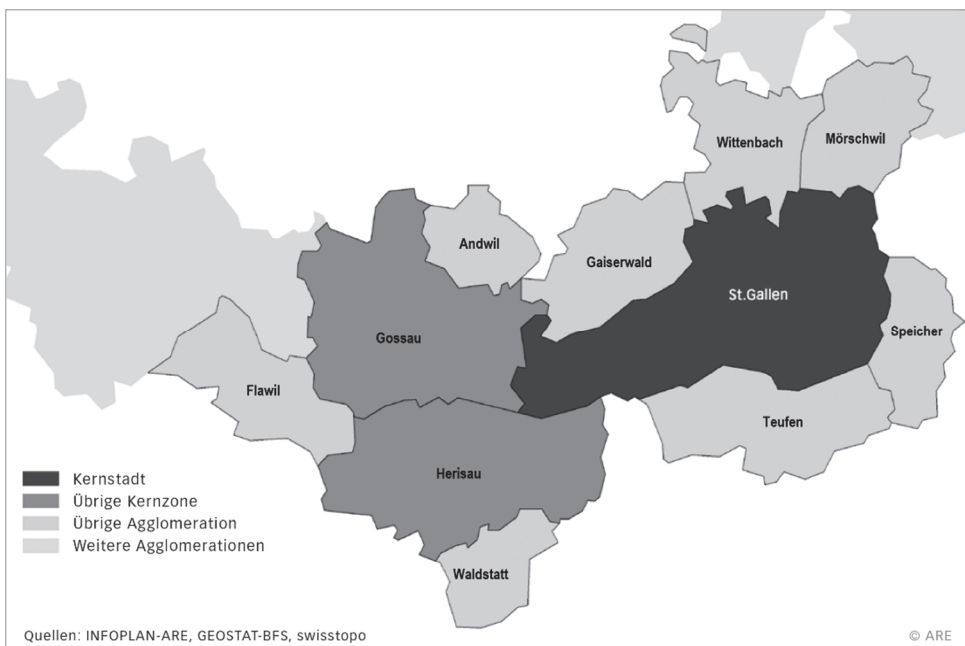 Wittenbach
Mörschwil
Andwil
Gaiserwald
St.Gallen
Speicher
Gossau
Flawil
Teufen
Herisau
Waldstatt
Kernstadt
Übrige Kernzone
Übrige Agglomeration
Weitere Agglomerationen
Quellen: INFOPLAN-ARE, GEOSTAT-BFS, swisstopo
© ARE